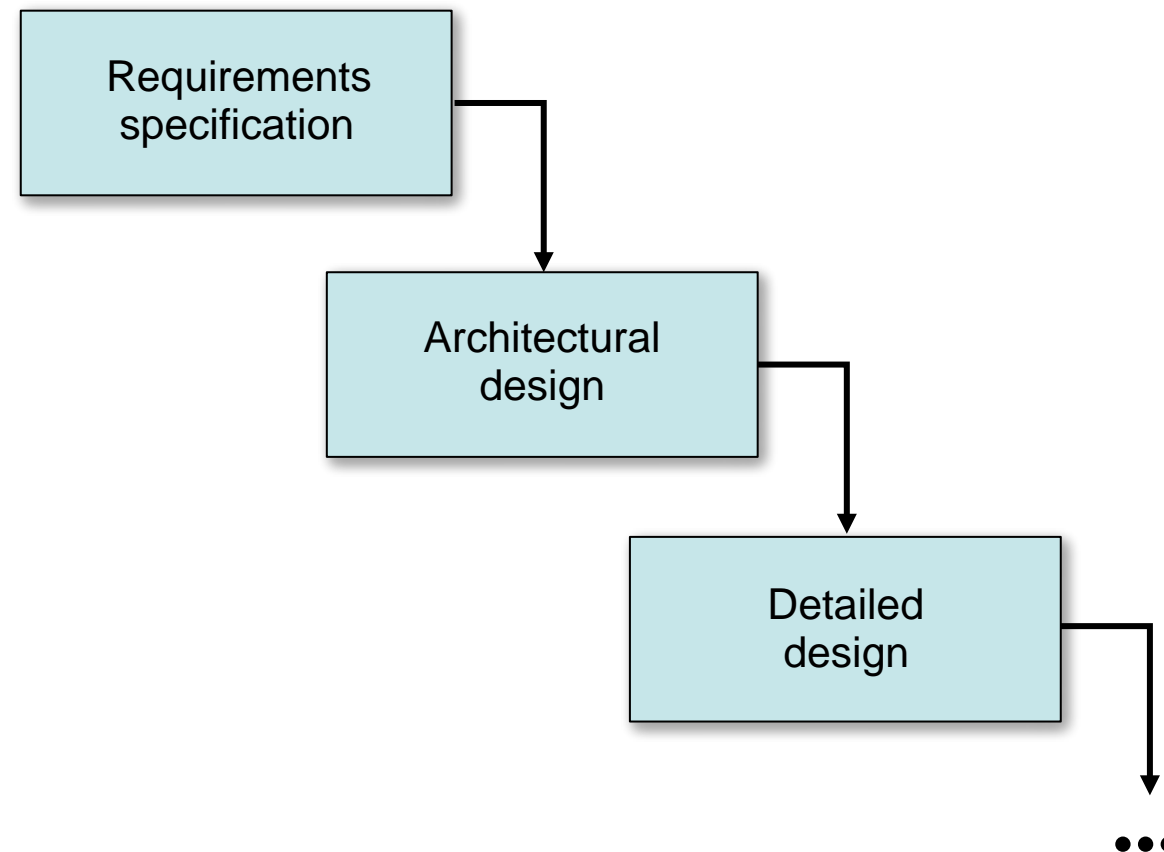 Requirements
specification
Architectural
design
Detailed
design
•••